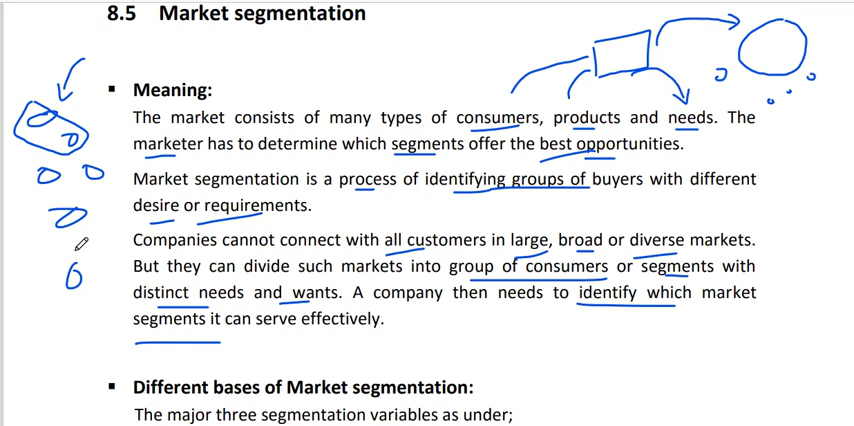 8.5 Market segmentation
▪ Meaning:
The market consists of many types of consumers, products and needs. The
marketer has to determine which segments offer the best opportunities.
Market segmentation is a process of identifying groups of buyers with different
desire or requirements.
Companies cannot connect with all customers in large, broad or diverse markets.
But they can divide such markets into group of consumers or segments with
distinct needs and wants. A company then needs to identify which market
segments it can serve effectively.
▪ Different bases of Market segmentation:
The major three segmentation variables as under;